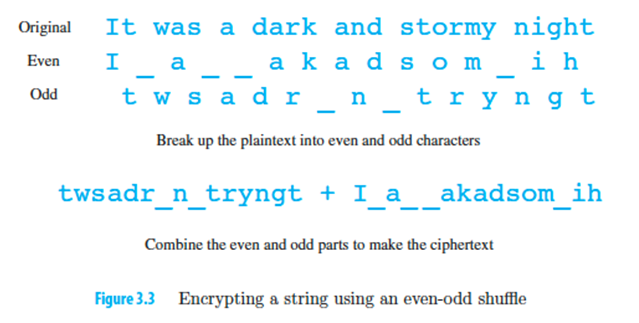 Original It was a dark and stormy night
Even I _ a _ _ a k a d s o m _ i h
Odd t w s a d r _ n _ t r y n g t
Break up the plaintext into even and odd characters
twsadr_n_tryngt + I_a__akadsom_ih
Combine the even and odd parts to make the ciphertext
Figure 3.3 Encrypting a string using an even-odd shuffle